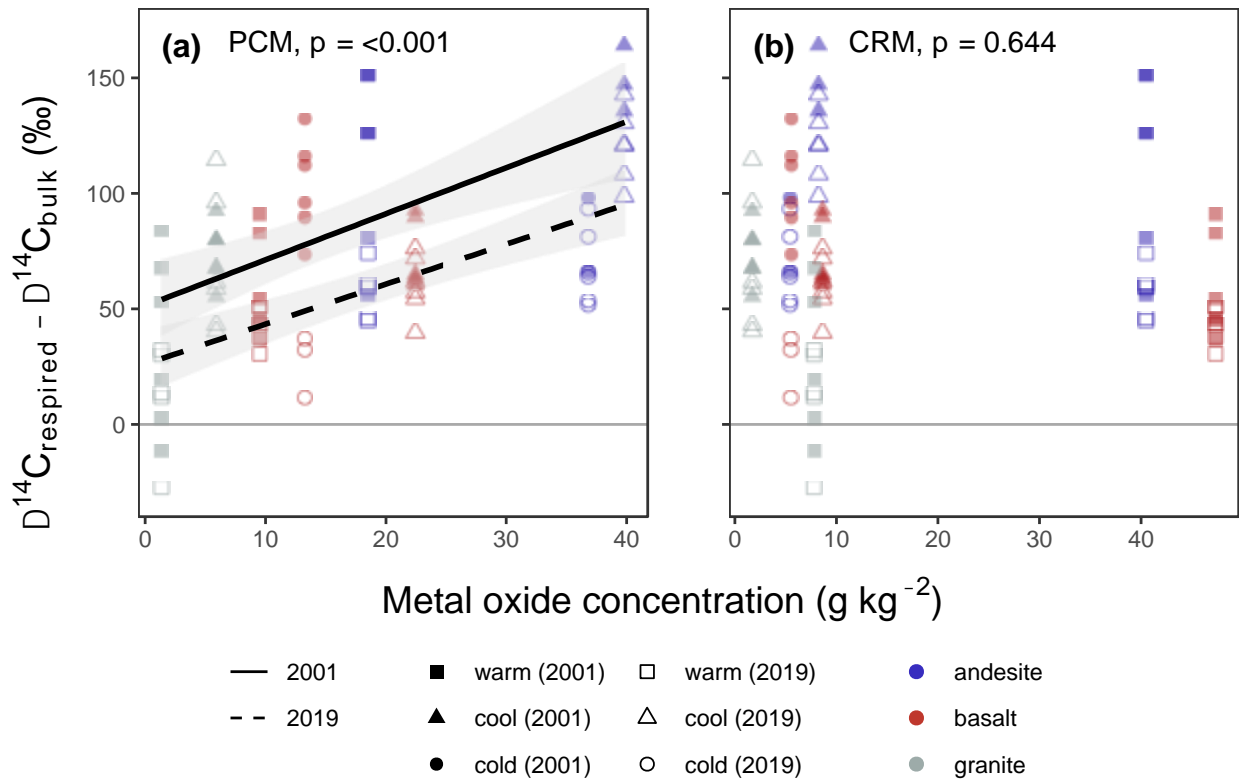 (a) PCM, p = <0.001
(b) CRM, p = 0.644
D¹⁴C_respired − D¹⁴C_bulk (‰)
150
100
50
0
0 10 20 30 40
0 10 20 30 40
Metal oxide concentration (g kg⁻²)
2001 warm (2001) warm (2019) andesite
2019 cool (2001) cool (2019) basalt
cold (2001) cold (2019) granite